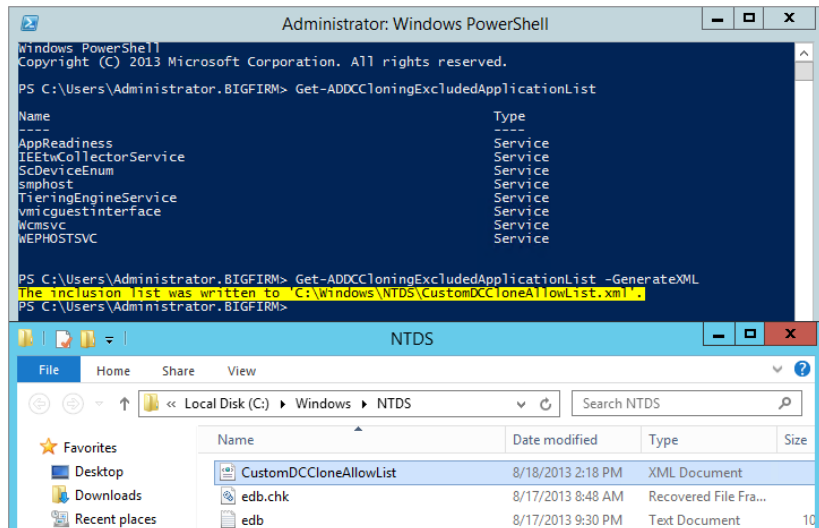 Administrator: Windows PowerShell
Windows PowerShell
Copyright (C) 2013 Microsoft Corporation. All rights reserved.
PS C:\Users\Administrator.BIGFIRM> Get-ADDCCloningExcludedApplicationList
Name Type
---- ----
AppReadiness Service
IEEtwCollectorService Service
ScDeviceEnum Service
smphost Service
TieringEngineService Service
vmicguestinterface Service
Wcmsvc Service
WEPHOSTSVC Service
PS C:\Users\Administrator.BIGFIRM> Get-ADDCCloningExcludedApplicationList -GenerateXML
The inclusion list was written to 'C:\Windows\NTDS\CustomDCCloneAllowList.xml'.
PS C:\Users\Administrator.BIGFIRM>
NTDS
File Home Share View
« Local Disk (C:) Windows NTDS Search NTDS
Favorites Name Date modified Type Size
Desktop CustomDCCloneAllowList 8/18/2013 2:18 PM XML Document
Downloads edb.chk 8/17/2013 8:48 AM Recovered File Fra...
Recent places edb 8/17/2013 9:30 PM Text Document 10